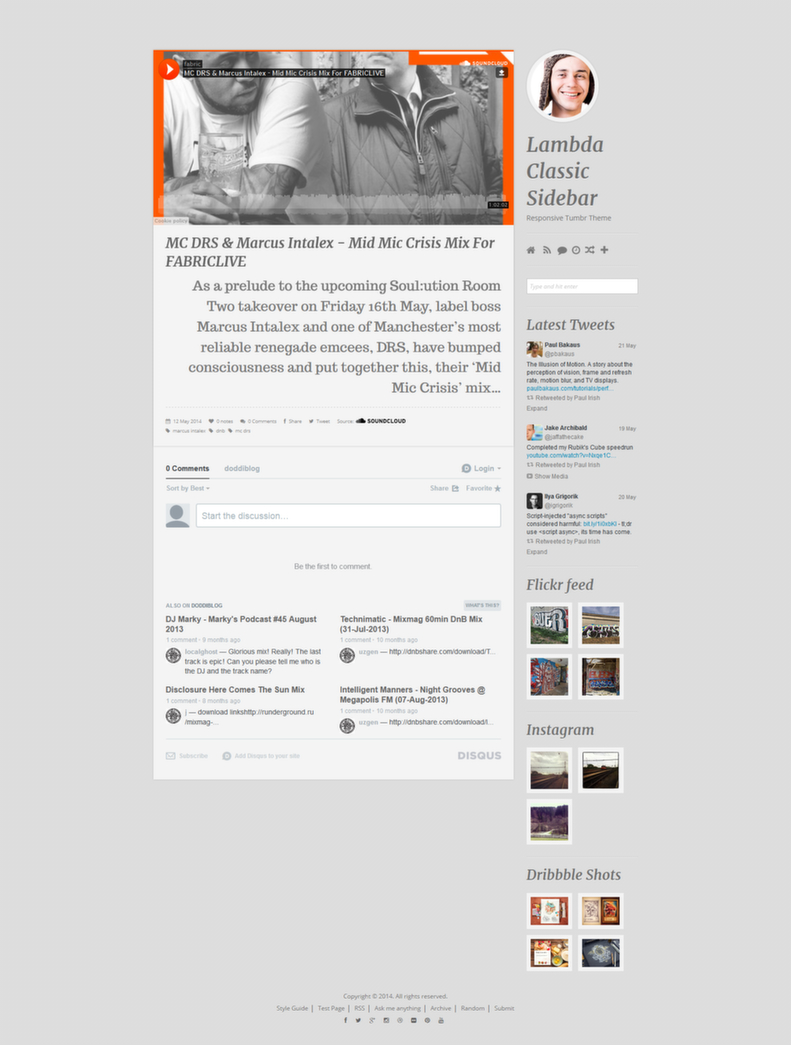 fabric
MC DRS & Marcus Intalex - Mid Mic Crisis Mix For FABRICLIVE
SOUNDCLOUD
1:02:02
Cookie policy
MC DRS & Marcus Intalex – Mid Mic Crisis Mix For
FABRICLIVE
As a prelude to the upcoming Soul:ution Room
Two takeover on Friday 16th May, label boss
Marcus Intalex and one of Manchester's most
reliable renegade emcees, DRS, have bumped
consciousness and put together this, their 'Mid
Mic Crisis' mix...
12 May 2014 0 notes 0 Comments Share Tweet Source: SOUNDCLOUD
marcus intalex dnb mc drs
0 Comments doddiblog Login
Sort by Best Share Favorite
Start the discussion…
Be the first to comment.
ALSO ON DODDIBLOG WHAT'S THIS?
DJ Marky - Marky's Podcast #45 August
2013
1 comment • 9 months ago
localghost — Glorious mix! Really! The last
track is epic! Can you please tell me who is
the DJ and the track name?
Technimatic - Mixmag 60min DnB Mix
(31-Jul-2013)
1 comment • 10 months ago
uzgen — http://dnbshare.com/download/T...
Disclosure Here Comes The Sun Mix
1 comment • 8 months ago
j — download linkshttp://runderground.ru
/mixmag-...
Intelligent Manners - Night Grooves @
Megapolis FM (07-Aug-2013)
1 comment • 10 months ago
uzgen — http://dnbshare.com/download/I...
Subscribe Add Disqus to your site DISQUS
Lambda
Classic
Sidebar
Responsive Tumblr Theme
Type and hit enter
Latest Tweets
Paul Bakaus 21 May
@pbakaus
The Illusion of Motion. A story about the
perception of vision, frame and refresh
rate, motion blur, and TV displays.
paulbakaus.com/tutorials/perf…
Retweeted by Paul Irish
Expand
Jake Archibald 19 May
@jaffathecake
Completed my Rubik's Cube speedrun
youtube.com/watch?v=Nxqe1C…
Retweeted by Paul Irish
Show Media
Ilya Grigorik 20 May
@igrigorik
Script-injected "async scripts"
considered harmful: bit.ly/1i0xbKl - tl;dr
use <script async>, its time has come.
Retweeted by Paul Irish
Expand
Flickr feed
Instagram
Dribbble Shots
Copyright © 2014. All rights reserved.
Style Guide | Test Page | RSS | Ask me anything | Archive | Random | Submit